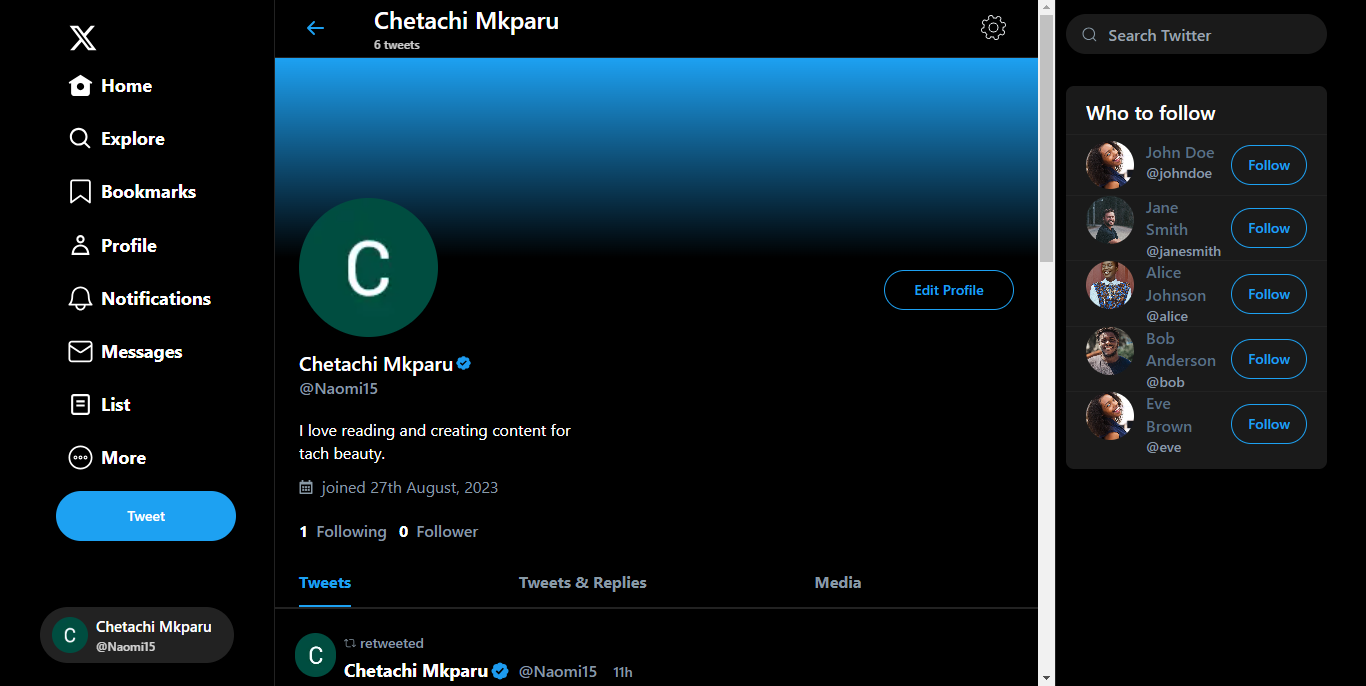 Home
Explore
Bookmarks
Profile
Notifications
Messages
List
More
Tweet
C
Chetachi Mkparu
@Naomi15
Chetachi Mkparu
6 tweets
C
Edit Profile
Chetachi Mkparu
@Naomi15
I love reading and creating content for
tach beauty.
joined 27th August, 2023
1 Following 0 Follower
Tweets Tweets & Replies Media
C
retweeted
Chetachi Mkparu @Naomi15 11h
Search Twitter
Who to follow
John Doe
@johndoe
Follow
Jane
Smith
@janesmith
Follow
Alice
Johnson
@alice
Follow
Bob
Anderson
@bob
Follow
Eve
Brown
@eve
Follow